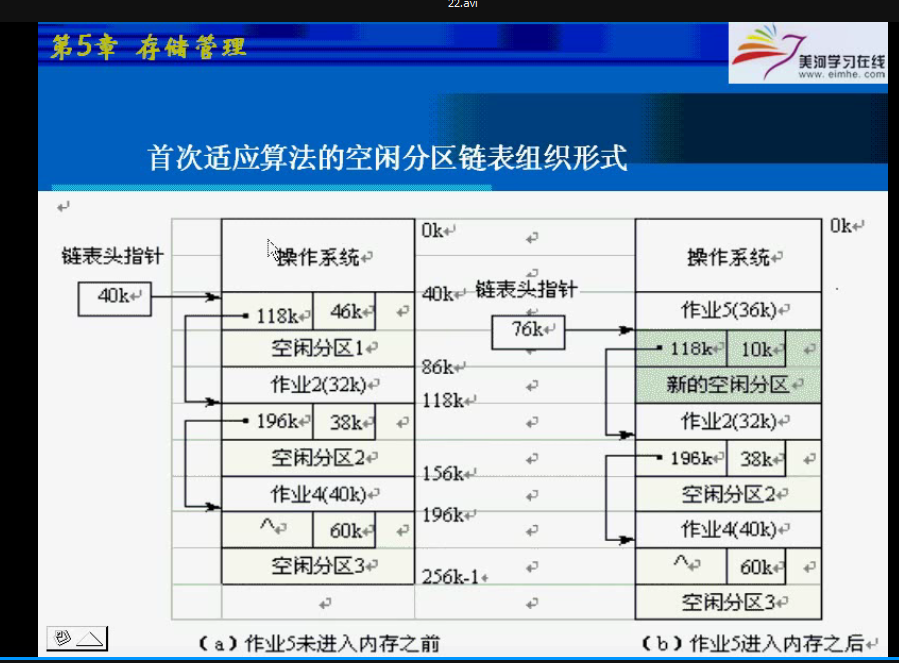 22.avi
第5章 存储管理
美河学习在线
www.eimhe.com
首次适应算法的空闲分区链表组织形式
链表头指针
40k
操作系统
118k 46k
空闲分区1
作业2(32k)
196k 38k
空闲分区2
作业4(40k)
^ 60k
空闲分区3
0k
40k
86k
118k
156k
196k
256k-1
(a)作业5未进入内存之前
链表头指针
76k
0k
操作系统
作业5(36k)
118k 10k
新的空闲分区
作业2(32k)
196k 38k
空闲分区2
作业4(40k)
^ 60k
空闲分区3
(b)作业5进入内存之后